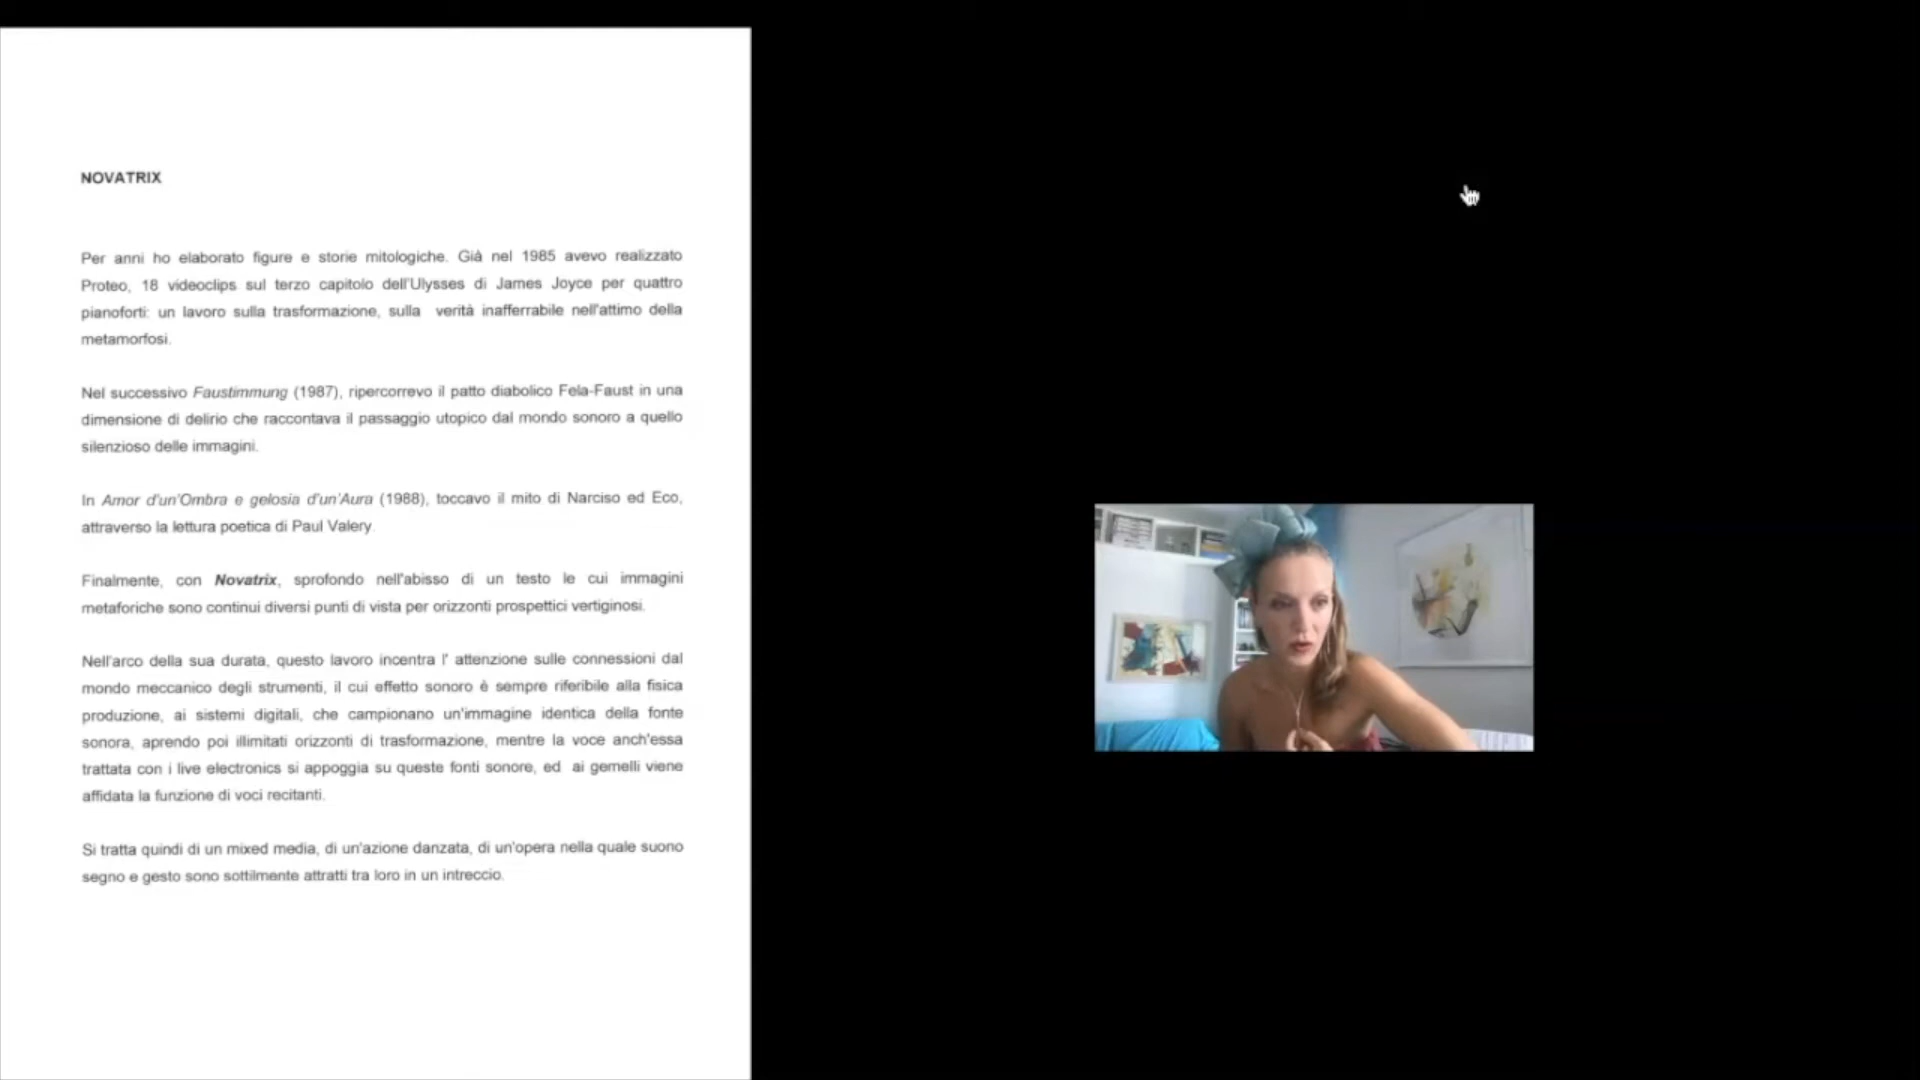 NOVATRIX
Per anni ho elaborato figure e storie mitologiche. Già nel 1985 avevo realizzato
Proteo, 18 videoclips sul terzo capitolo dell'Ulysses di James Joyce per quattro
pianoforti: un lavoro sulla trasformazione, sulla verità inafferrabile nell'attimo della
metamorfosi.
Nel successivo Faustimmung (1987), ripercorrevo il patto diabolico Fela-Faust in una
dimensione di delirio che raccontava il passaggio utopico dal mondo sonoro a quello
silenzioso delle immagini.
In Amor d'un'Ombra e gelosia d'un'Aura (1988), toccavo il mito di Narciso ed Eco,
attraverso la lettura poetica di Paul Valery.
Finalmente, con Novatrix, sprofondo nell'abisso di un testo le cui immagini
metaforiche sono continui diversi punti di vista per orizzonti prospettici vertiginosi.
Nell'arco della sua durata, questo lavoro incentra l' attenzione sulle connessioni dal
mondo meccanico degli strumenti, il cui effetto sonoro è sempre riferibile alla fisica
produzione, ai sistemi digitali, che campionano un'immagine identica della fonte
sonora, aprendo poi illimitati orizzonti di trasformazione, mentre la voce anch'essa
trattata con i live electronics si appoggia su queste fonti sonore, ed ai gemelli viene
affidata la funzione di voci recitanti.
Si tratta quindi di un mixed media, di un'azione danzata, di un'opera nella quale suono
segno e gesto sono sottilmente attratti tra loro in un intreccio.